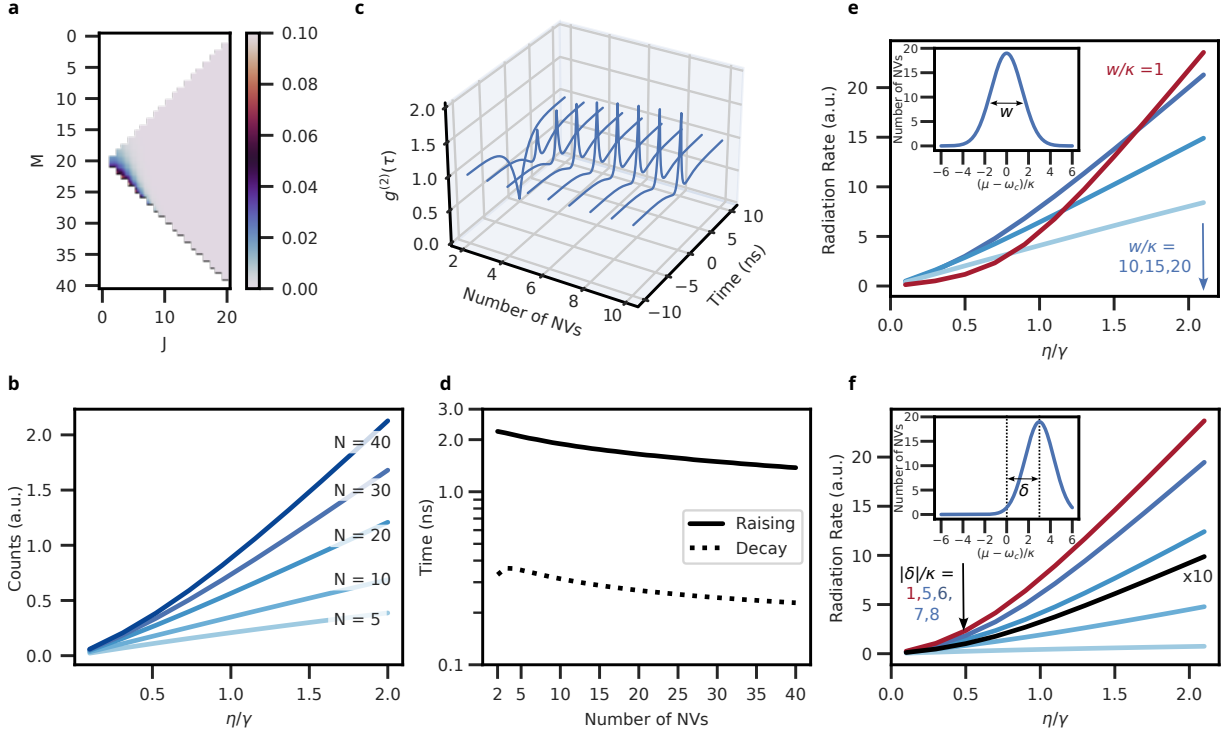 a
0
5
10
15
20
25
30
35
40
M
0
10
20
J
0.10
0.08
0.06
0.04
0.02
0.00
b
2.0
1.5
1.0
0.5
0.0
Counts (a.u.)
N = 40
N = 30
N = 20
N = 10
N = 5
0.5
1.0
1.5
2.0
η/γ
c
2.0
1.5
1.0
0.5
0.0
g(2)(τ)
2
4
6
8
10
Number of NVs
−10
−5
0
5
10
Time (ns)
d
3.0
2.0
1.0
0.1
Time (ns)
Raising
Decay
2
5
10
15
20
25
30
35
40
Number of NVs
e
20
15
10
5
0
Radiation Rate (a.u.)
20
15
10
5
0
Number of NVs
w
−6
−4
−2
0
2
4
6
(μ − ωc)/κ
w/κ =1
w/κ =
10,15,20
0.0
0.5
1.0
1.5
2.0
η/γ
f
20
15
10
5
0
Radiation Rate (a.u.)
20
15
10
5
0
Number of NVs
δ
−6
−4
−2
0
2
4
6
(μ − ωc)/κ
|δ|/κ =
1,5,6,
7,8
x10
0.0
0.5
1.0
1.5
2.0
η/γ